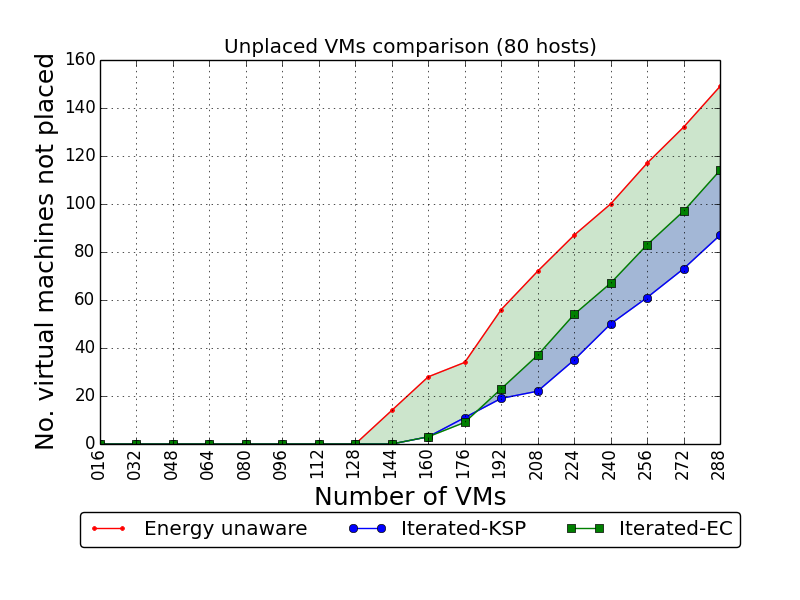 Unplaced VMs comparison (80 hosts)
No. virtual machines not placed
160
140
120
100
80
60
40
20
0
016 032 048 064 080 096 112 128 144 160 176 192 208 224 240 256 272 288
Number of VMs
Energy unaware Iterated-KSP Iterated-EC